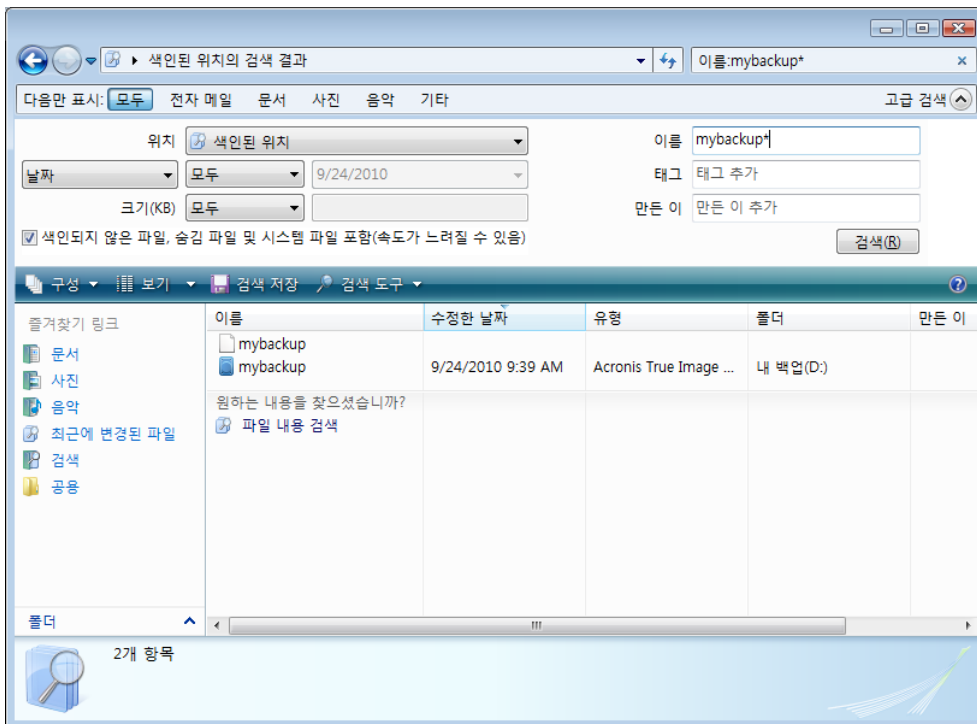 색인된 위치의 검색 결과
이름:mybackup*
다음만 표시: 모두 전자 메일 문서 사진 음악 기타 고급 검색
위치 색인된 위치 이름 mybackup*
날짜 모두 9/24/2010 태그 태그 추가
크기(KB) 모두 만든 이 만든 이 추가
색인되지 않은 파일, 숨김 파일 및 시스템 파일 포함(속도가 느려질 수 있음)
검색(R)
구성 보기 검색 저장 검색 도구
즐겨찾기 링크
문서
사진
음악
최근에 변경된 파일
검색
공용
폴더
이름 수정한 날짜 유형 폴더 만든 이
mybackup
mybackup 9/24/2010 9:39 AM Acronis True Image ... 내 백업(D:)
원하는 내용을 찾으셨습니까?
파일 내용 검색
2개 항목